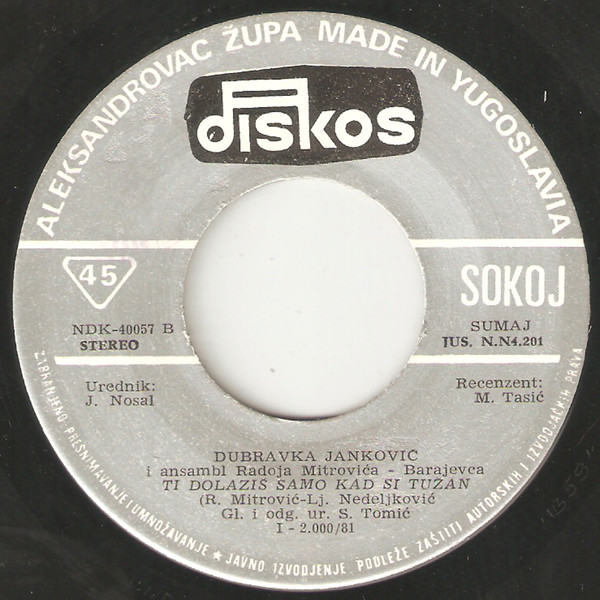 ALEKSANDROVAC ŽUPA MADE IN YUGOSLAVIA
diskos
45
SOKOJ
NDK-40057 B
STEREO
SUMAJ
JUS. N.N4.201
Urednik:
J. Nosal
Recenzent:
M. Tasić
DUBRAVKA JANKOVIĆ
i ansambl Radoja Mitrovića - Barajevca
TI DOLAZIŠ SAMO KAD SI TUŽAN
(R. Mitrović-Lj. Nedeljković)
Gl. i odg. ur. S. Tomić
I - 2.000/81
ZABRANJENO PRESNIMAVANJE I UMNOŽAVANJE ★ JAVNO IZVODJENJE PODLEŽE ZAŠTITI AUTORSKIH I IZVODJAČKIH PRAVA